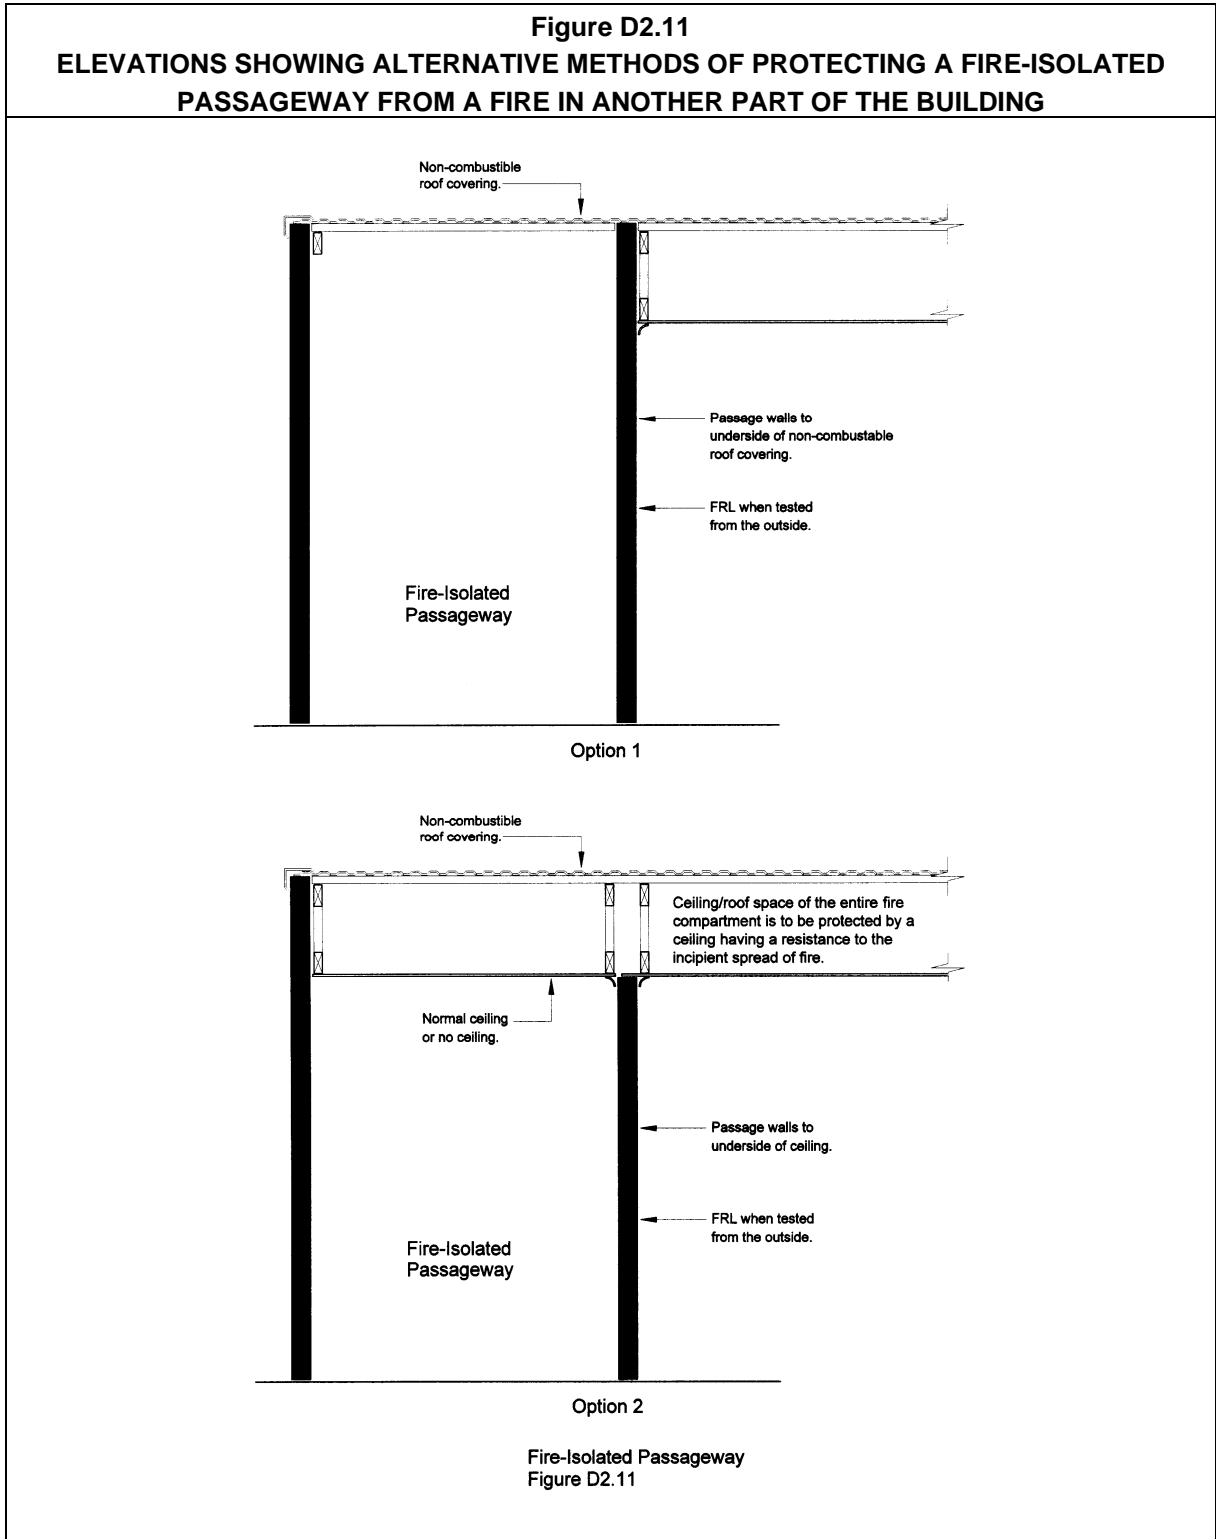 Figure D2.11
ELEVATIONS SHOWING ALTERNATIVE METHODS OF PROTECTING A FIRE-ISOLATED
PASSAGEWAY FROM A FIRE IN ANOTHER PART OF THE BUILDING
Non-combustible
roof covering.
Passage walls to
underside of non-combustable
roof covering.
FRL when tested
from the outside.
Fire-Isolated
Passageway
Option 1
Non-combustible
roof covering.
Ceiling/roof space of the entire fire
compartment is to be protected by a
ceiling having a resistance to the
incipient spread of fire.
Normal ceiling
or no ceiling.
Passage walls to
underside of ceiling.
FRL when tested
from the outside.
Fire-Isolated
Passageway
Option 2
Fire-Isolated Passageway
Figure D2.11